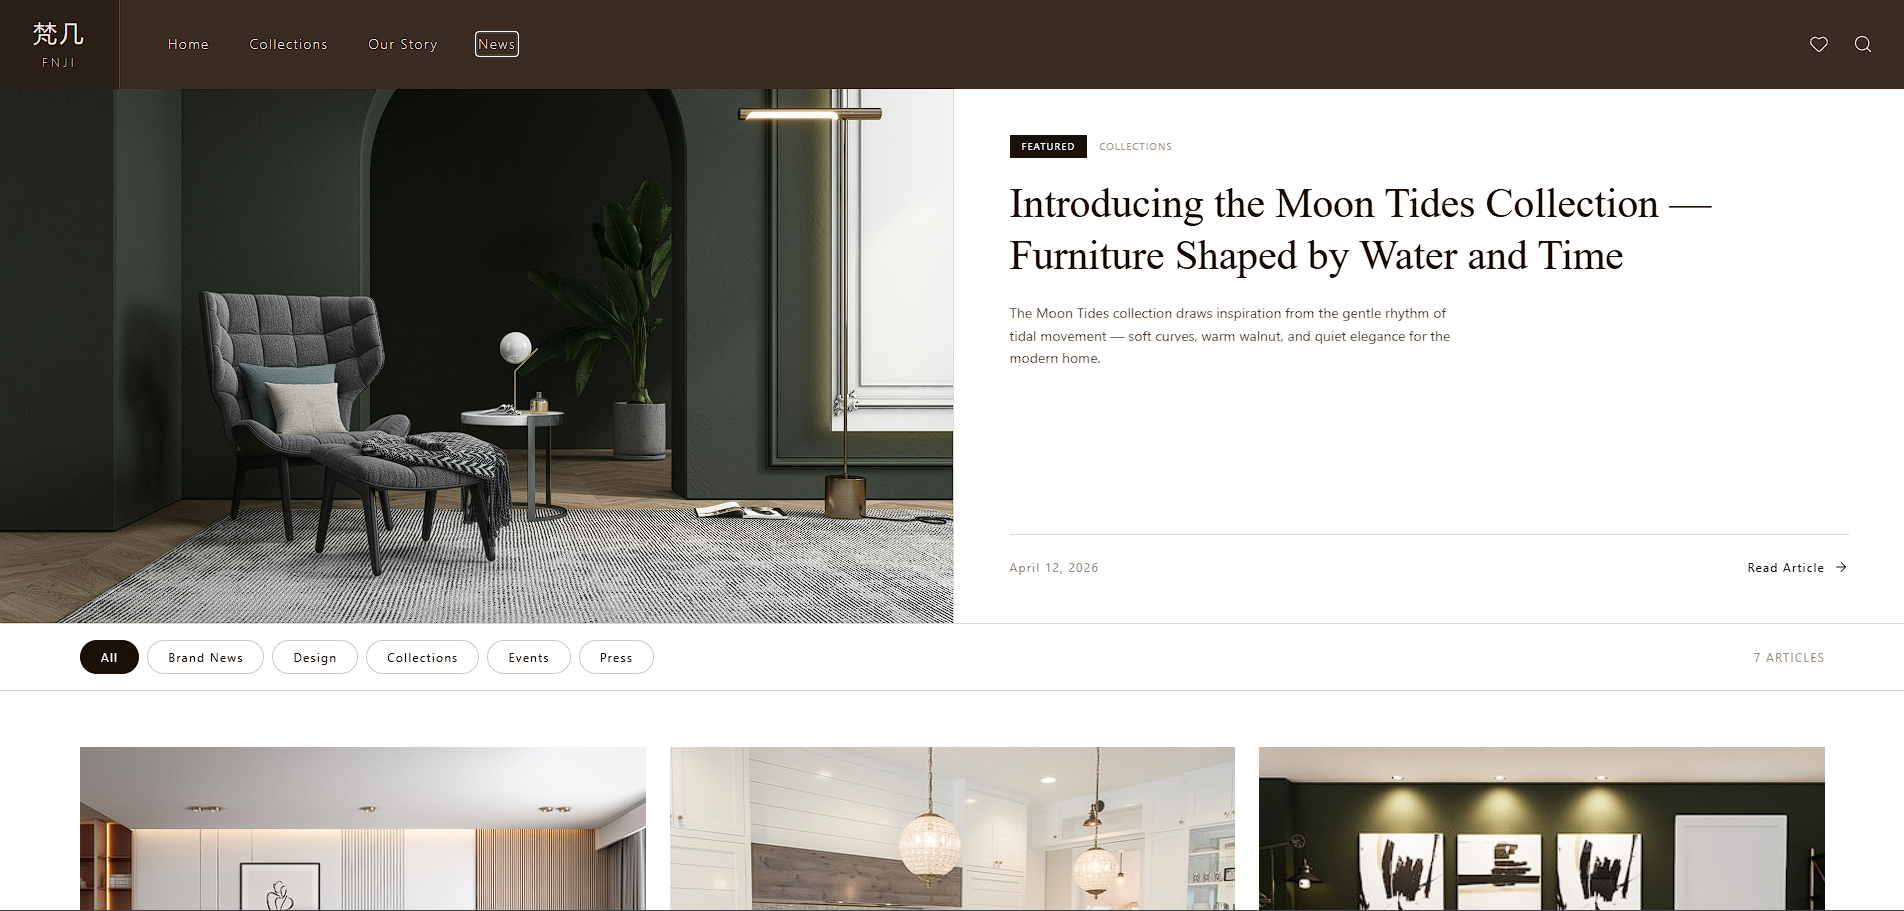 梵几
FNJI
Home
Collections
Our Story
News
FEATURED
COLLECTIONS
Introducing the Moon Tides Collection —
Furniture Shaped by Water and Time
The Moon Tides collection draws inspiration from the gentle rhythm of
tidal movement — soft curves, warm walnut, and quiet elegance for the
modern home.
April 12, 2026
Read Article
All
Brand News
Design
Collections
Events
Press
7 ARTICLES